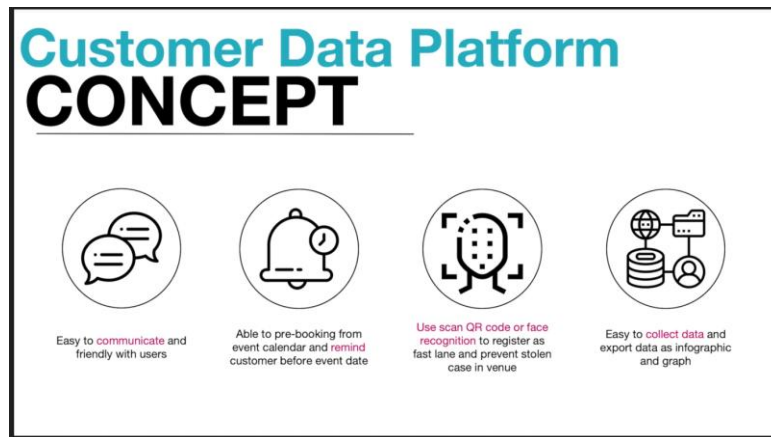 Customer Data Platform
CONCEPT
Easy to communicate and
friendly with users
Able to pre-booking from
event calendar and remind
customer before event date
Use scan QR code or face
recognition to register as
fast lane and prevent stolen
case in venue
Easy to collect data and
export data as infographic
and graph